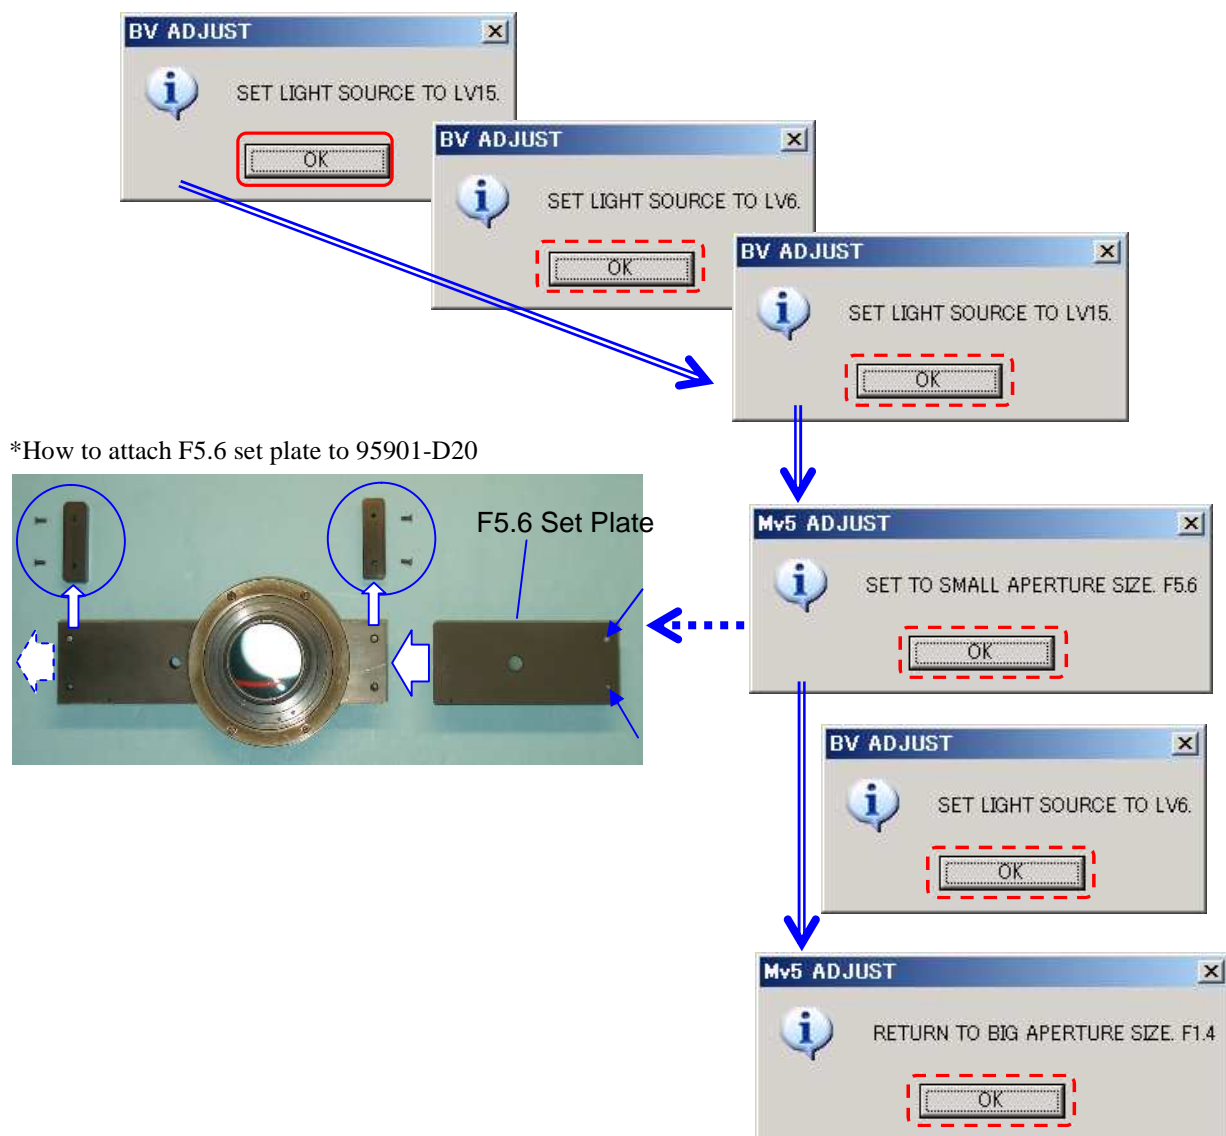 BV ADJUST
SET LIGHT SOURCE TO LV15.
OK
BV ADJUST
SET LIGHT SOURCE TO LV6.
OK
BV ADJUST
SET LIGHT SOURCE TO LV15.
OK
*How to attach F5.6 set plate to 95901-D20
F5.6 Set Plate
Mv5 ADJUST
SET TO SMALL APERTURE SIZE. F5.6
OK
BV ADJUST
SET LIGHT SOURCE TO LV6.
OK
Mv5 ADJUST
RETURN TO BIG APERTURE SIZE. F1.4
OK